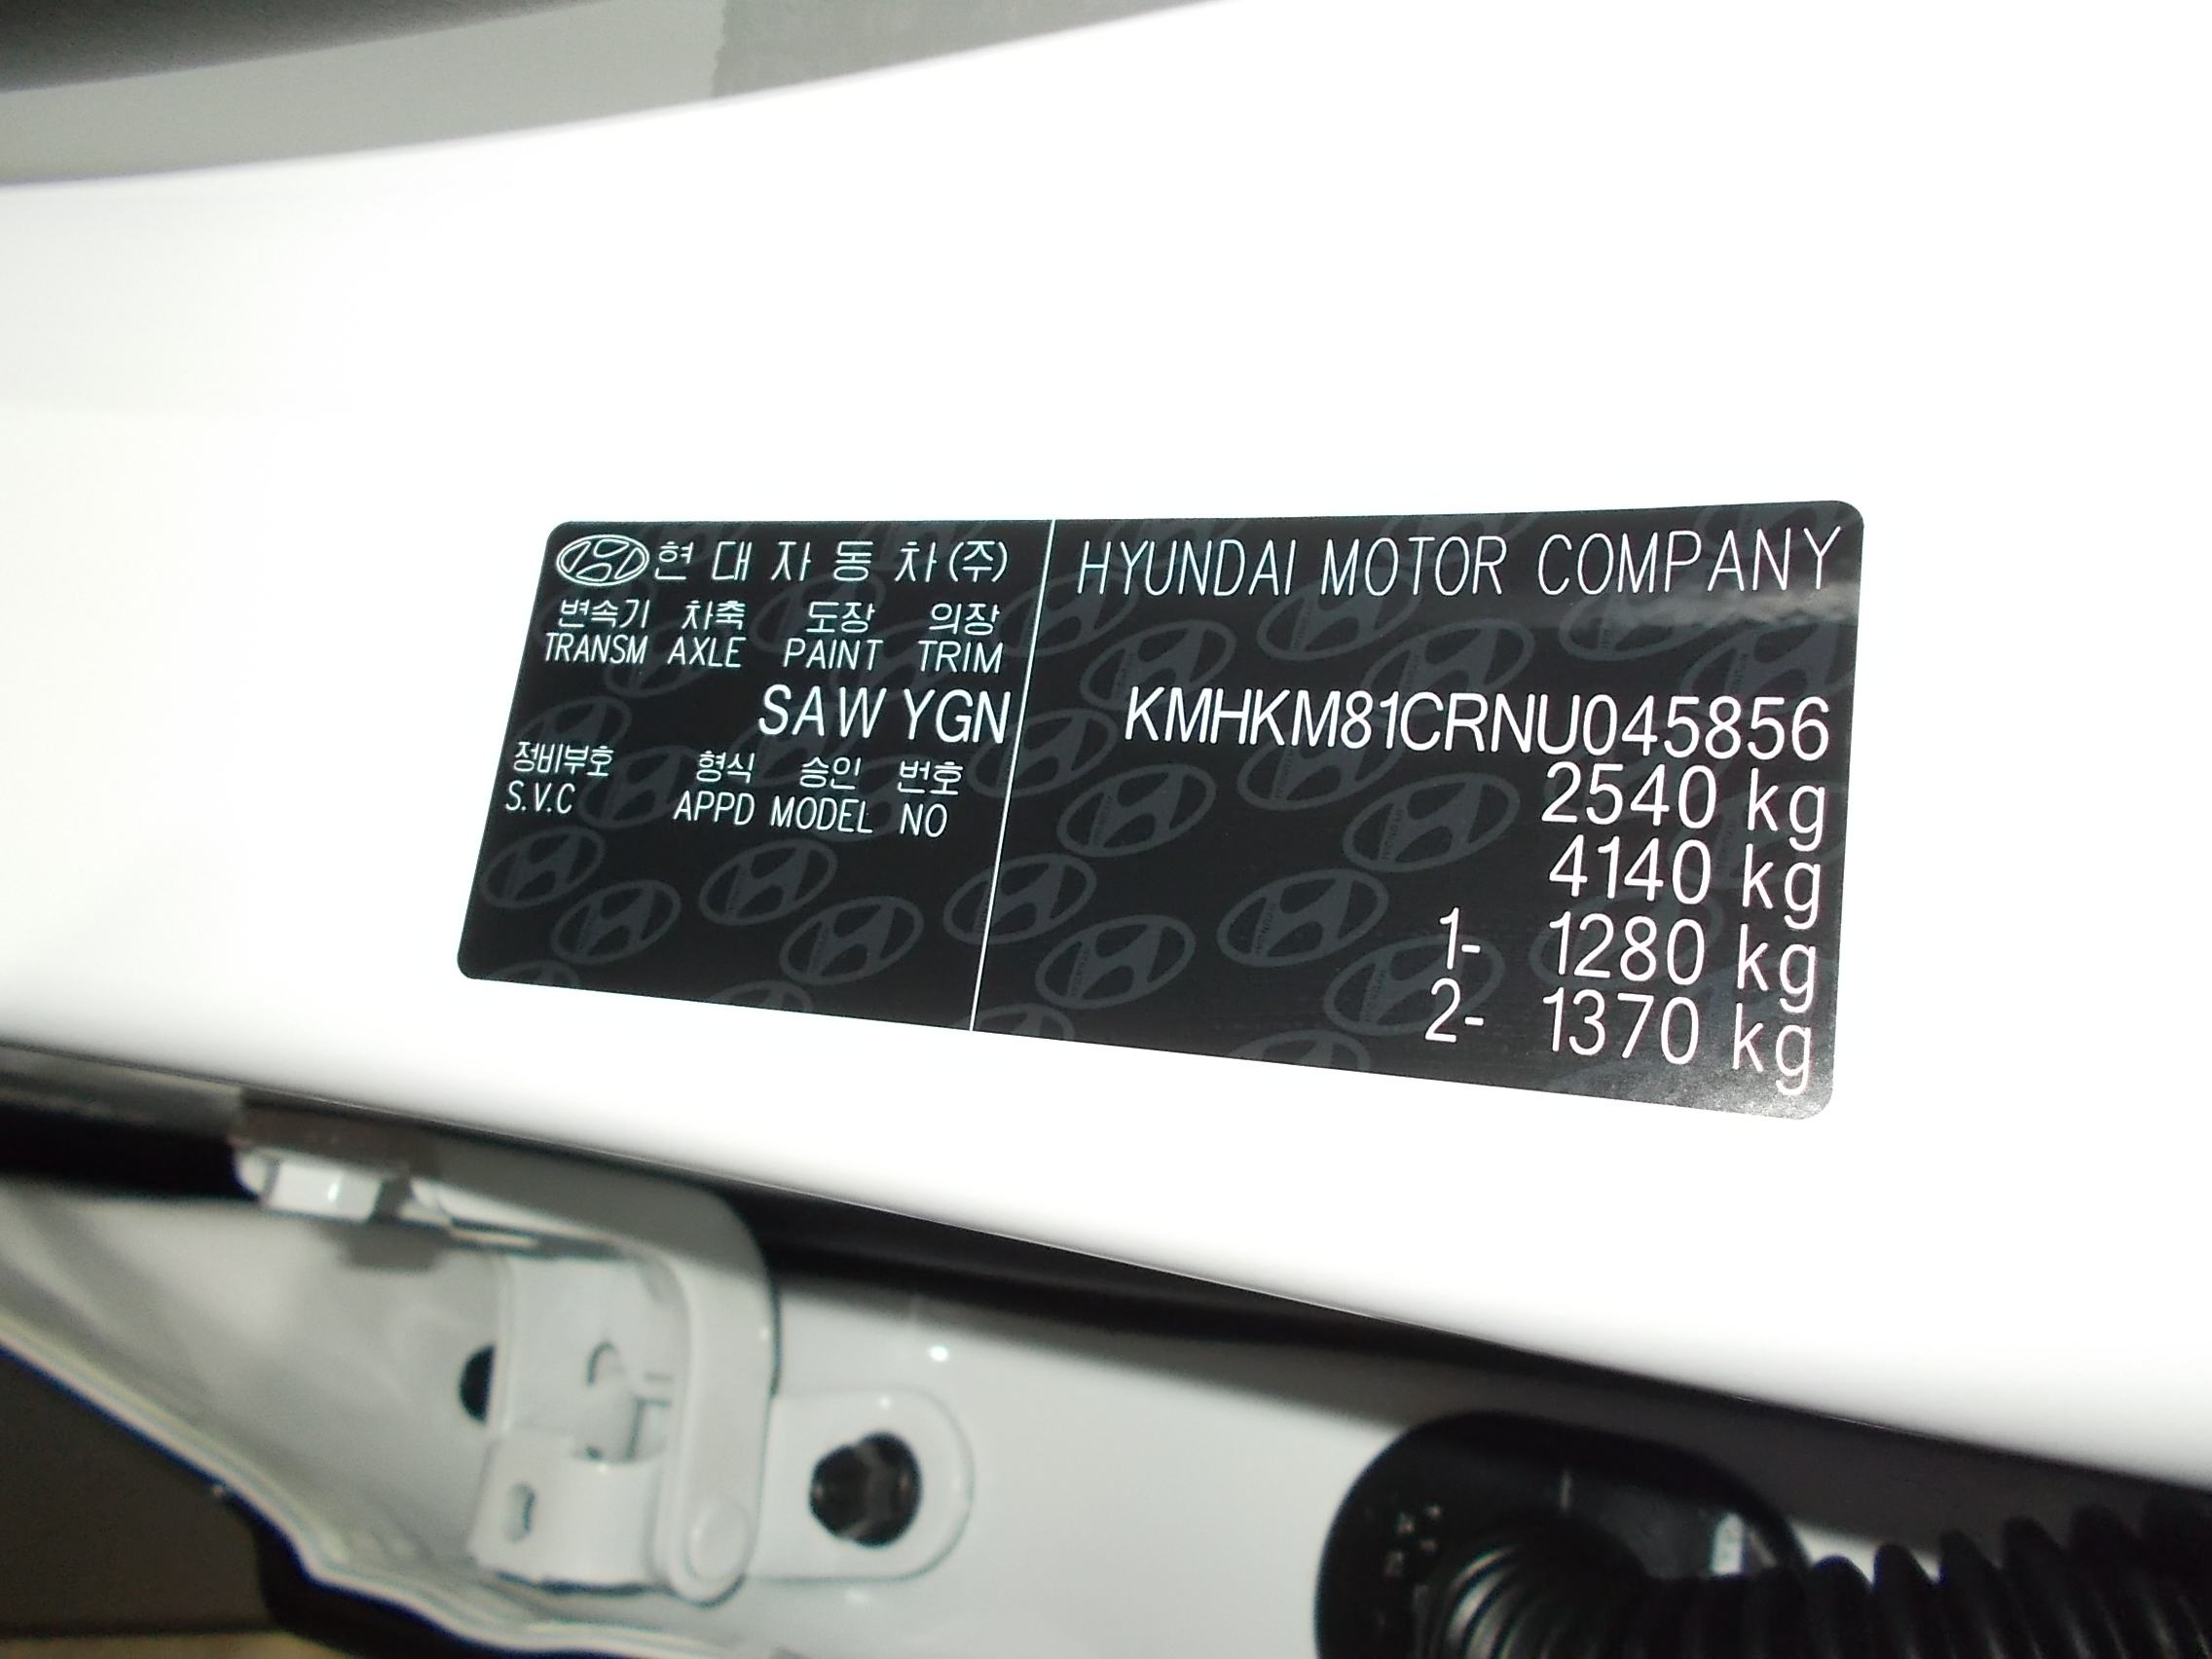 현대자동차(주)
변속기 차축 도장 의장
TRANSM AXLE PAINT TRIM
SAW YGN
정비부호 형식 승인 번호
S.V.C APPD MODEL NO
HYUNDAI MOTOR COMPANY
KMHKM81CRNU045856
2540 kg
4140 kg
1- 1280 kg
2- 1370 kg